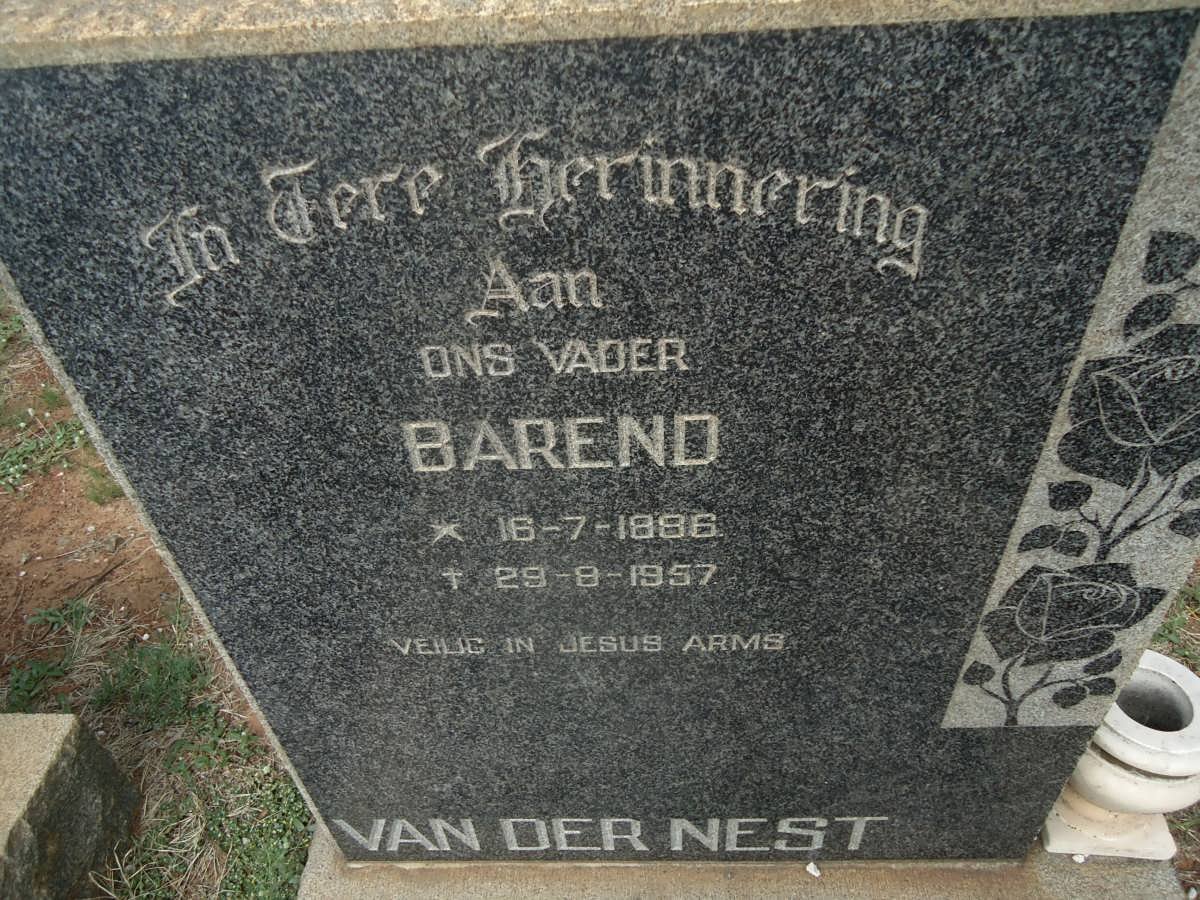 In Tere Herinnering
Aan
ONS VADER
BAREND
★ 16-7-1886.
† 29-8-1957.
VEILIG IN JESUS ARMS.
VAN DER NEST